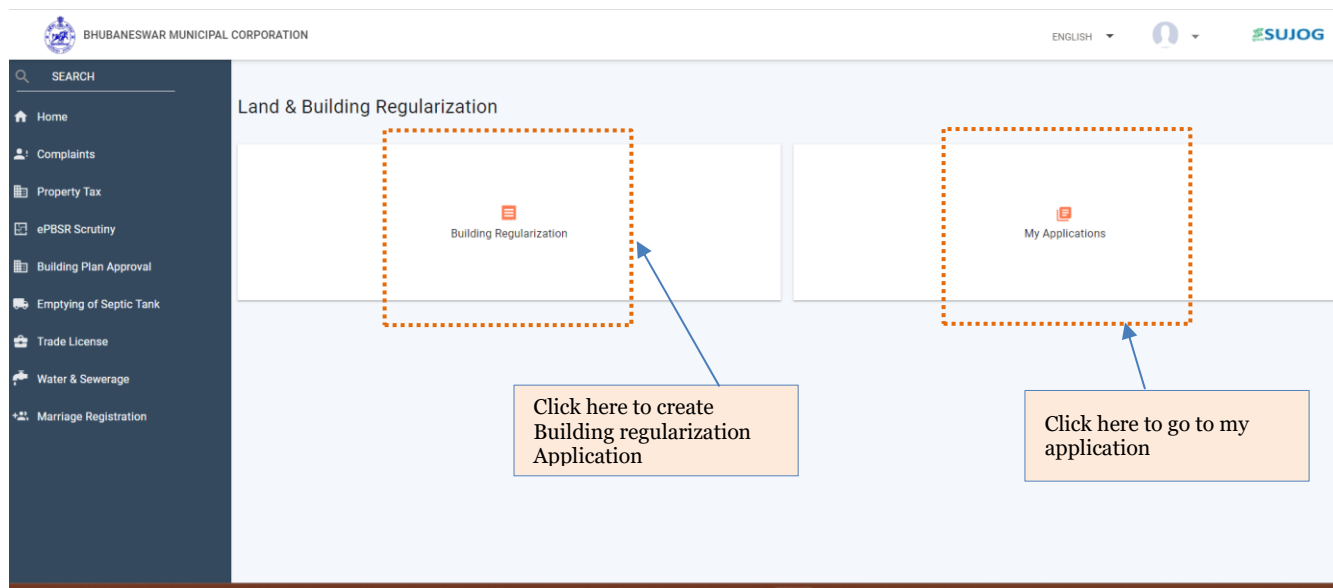 BHUBANESWAR MUNICIPAL CORPORATION
ENGLISH
SUJOG
SEARCH
Home
Complaints
Property Tax
ePBSR Scrutiny
Building Plan Approval
Emptying of Septic Tank
Trade License
Water & Sewerage
Marriage Registration
Land & Building Regularization
Building Regularization
My Applications
Click here to create
Building regularization
Application
Click here to go to my
application